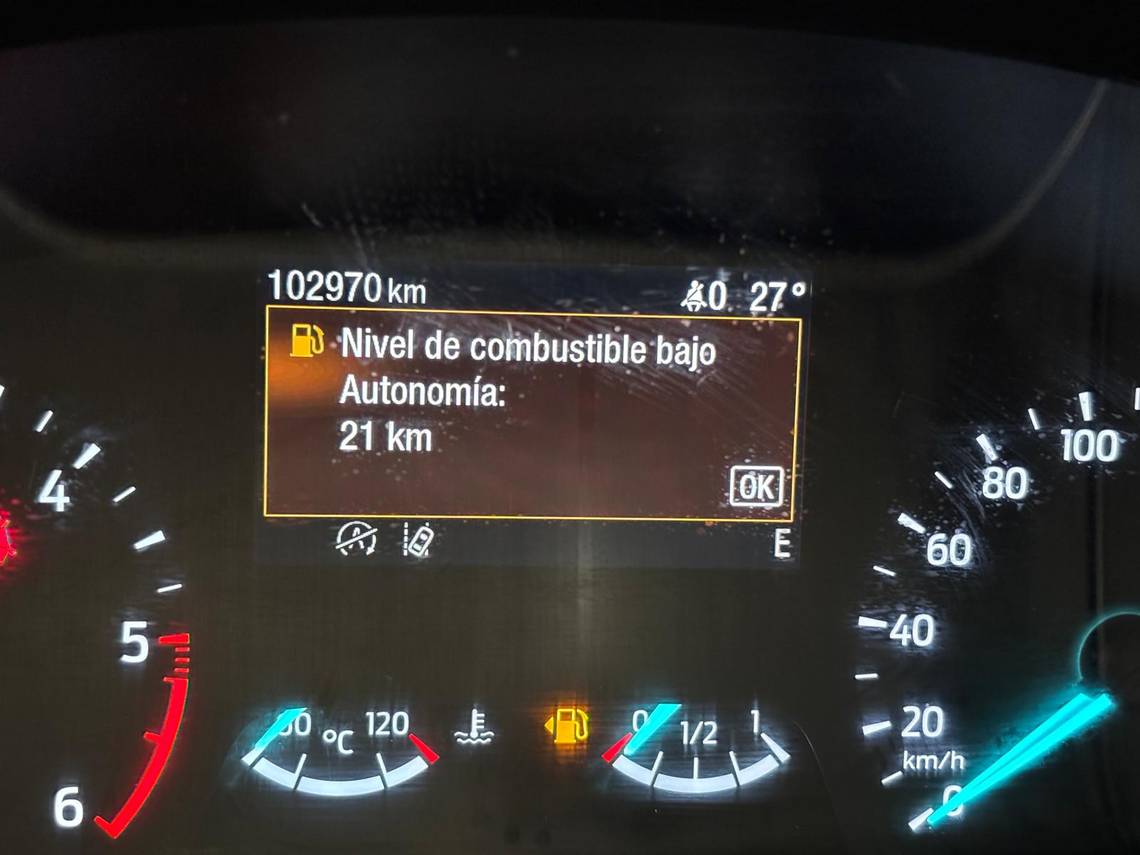 102970 km 0 27°
Nivel de combustible bajo
Autonomía:
21 km
OK
E
4
5
6
°C 120
0 1/2 1
100
80
60
40
20
km/h
0